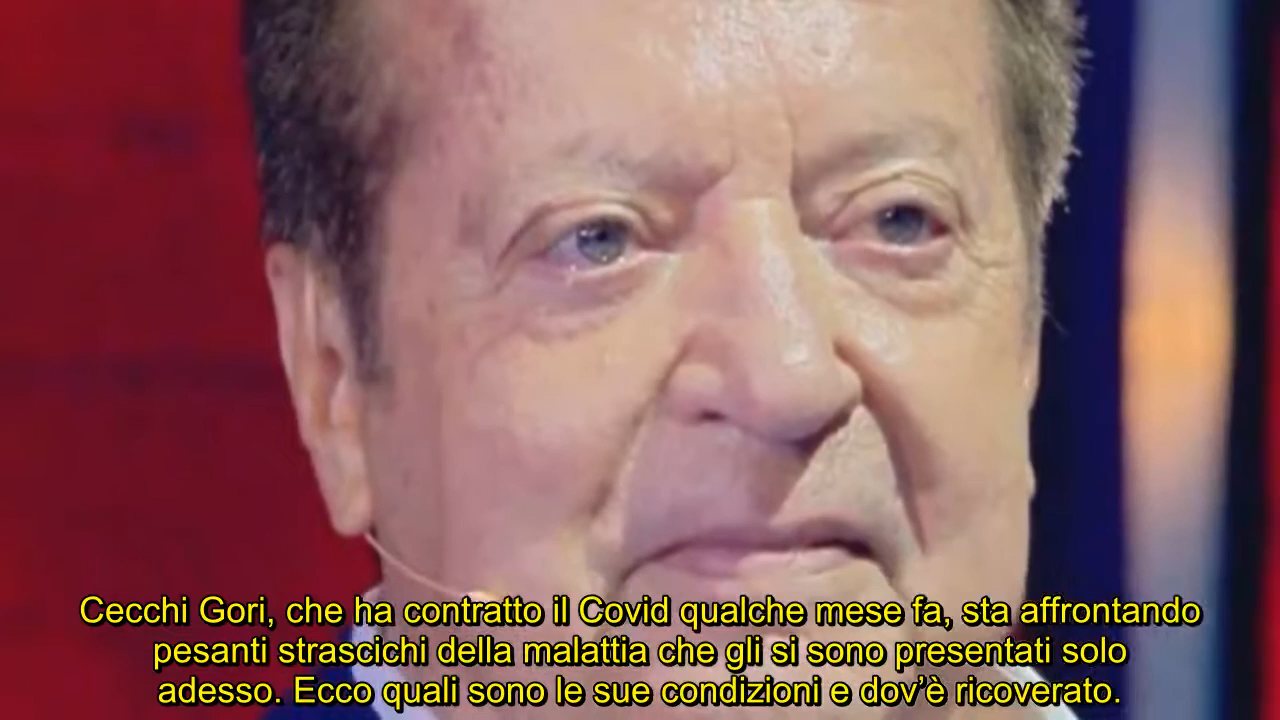 Cecchi Gori, che ha contratto il Covid qualche mese fa, sta affrontando
pesanti strascichi della malattia che gli si sono presentati solo
adesso. Ecco quali sono le sue condizioni e dov’è ricoverato.